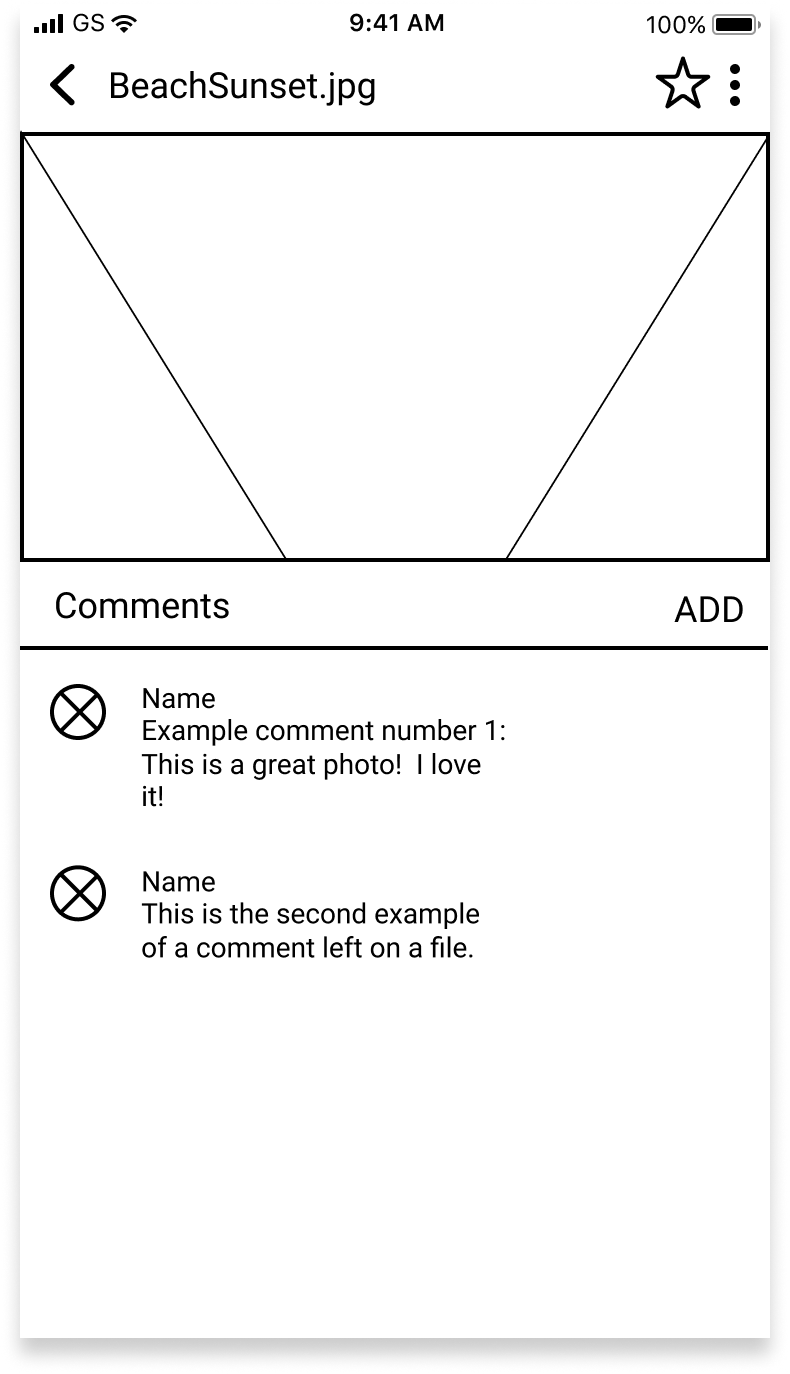 GS 9:41 AM 100%
BeachSunset.jpg
Comments ADD
Name
Example comment number 1:
This is a great photo!  I love
it!
Name
This is the second example
of a comment left on a file.